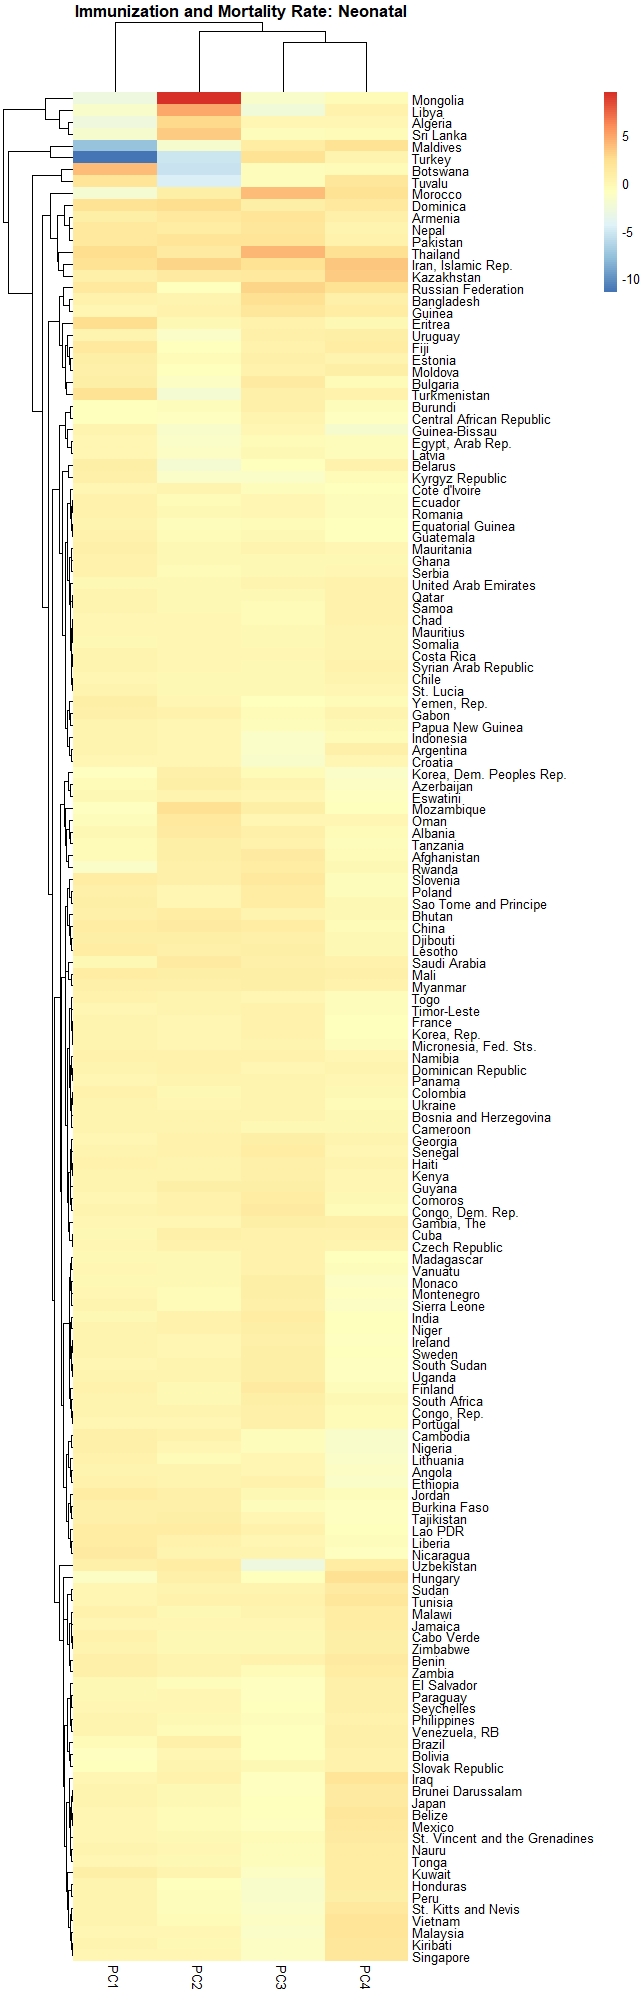 Immunization and Mortality Rate: Neonatal
Mongolia
Libya
Algeria
Sri Lanka
Maldives
Turkey
Botswana
Tuvalu
Morocco
Dominica
Armenia
Nepal
Pakistan
Thailand
Iran, Islamic Rep.
Kazakhstan
Russian Federation
Bangladesh
Guinea
Eritrea
Uruguay
Fiji
Estonia
Moldova
Bulgaria
Turkmenistan
Burundi
Central African Republic
Guinea-Bissau
Egypt, Arab Rep.
Latvia
Belarus
Kyrgyz Republic
Cote d'Ivoire
Ecuador
Romania
Equatorial Guinea
Guatemala
Mauritania
Ghana
Serbia
United Arab Emirates
Qatar
Samoa
Chad
Mauritius
Somalia
Costa Rica
Syrian Arab Republic
Chile
St. Lucia
Yemen, Rep.
Gabon
Papua New Guinea
Indonesia
Argentina
Croatia
Korea, Dem. Peoples Rep.
Azerbaijan
Eswatini
Mozambique
Oman
Albania
Tanzania
Afghanistan
Rwanda
Slovenia
Poland
Sao Tome and Principe
Bhutan
China
Djibouti
Lesotho
Saudi Arabia
Mali
Myanmar
Togo
Timor-Leste
France
Korea, Rep.
Micronesia, Fed. Sts.
Namibia
Dominican Republic
Panama
Colombia
Ukraine
Bosnia and Herzegovina
Cameroon
Georgia
Senegal
Haiti
Kenya
Guyana
Comoros
Congo, Dem. Rep.
Gambia, The
Cuba
Czech Republic
Madagascar
Vanuatu
Monaco
Montenegro
Sierra Leone
India
Niger
Ireland
Sweden
South Sudan
Uganda
Finland
South Africa
Congo, Rep.
Portugal
Cambodia
Nigeria
Lithuania
Angola
Ethiopia
Jordan
Burkina Faso
Tajikistan
Lao PDR
Liberia
Nicaragua
Uzbekistan
Hungary
Sudan
Tunisia
Malawi
Jamaica
Cabo Verde
Zimbabwe
Benin
Zambia
El Salvador
Paraguay
Seychelles
Philippines
Venezuela, RB
Brazil
Bolivia
Slovak Republic
Iraq
Brunei Darussalam
Japan
Belize
Mexico
St. Vincent and the Grenadines
Nauru
Tonga
Kuwait
Honduras
Peru
St. Kitts and Nevis
Vietnam
Malaysia
Kiribati
Singapore
5
0
-5
-10
PC1
PC2
PC3
PC4